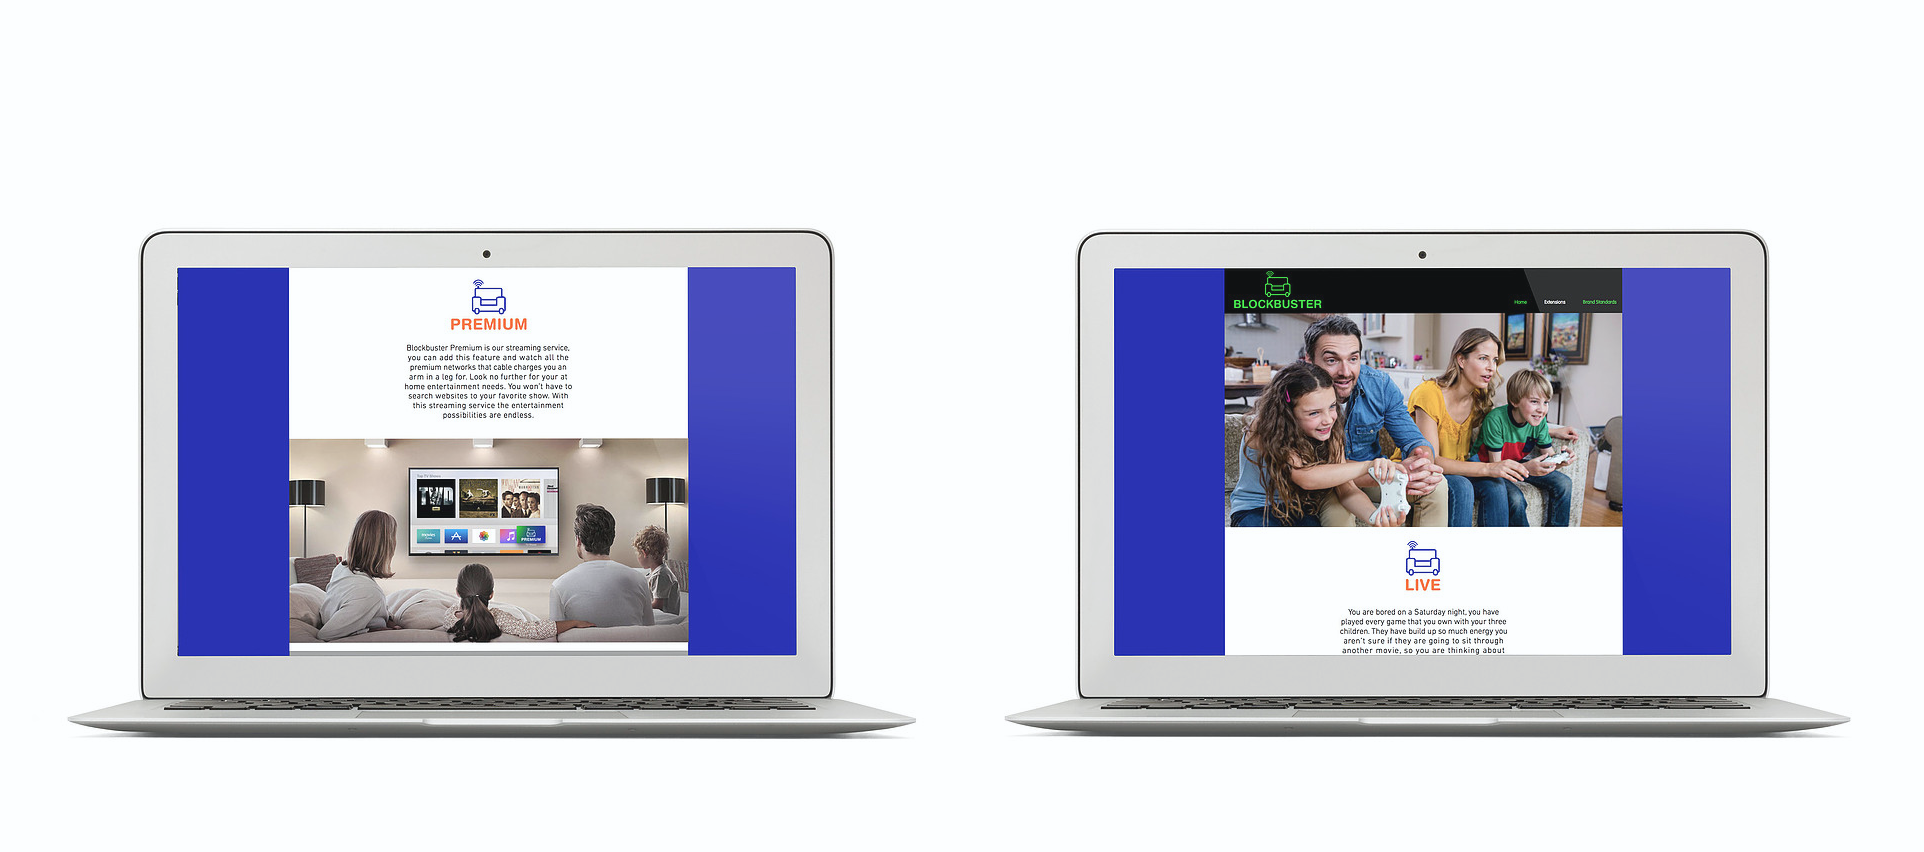 PREMIUM
Blockbuster Premium is our streaming service,
you can add this feature and watch all the
premium networks that cable charges you an
arm in a leg for. Look no further for your at
home entertainment needs. You won't have to
search websites to your favorite show. With
this streaming service the entertainment
possibilities are endless.
Top TV Shows
movies
PREMIUM
BLOCKBUSTER
Home Extensions Brand Standards
LIVE
You are bored on a Saturday night, you have
played every game that you own with your three
children. They have build up so much energy you
aren't sure if they are going to sit through
another movie, so you are thinking about